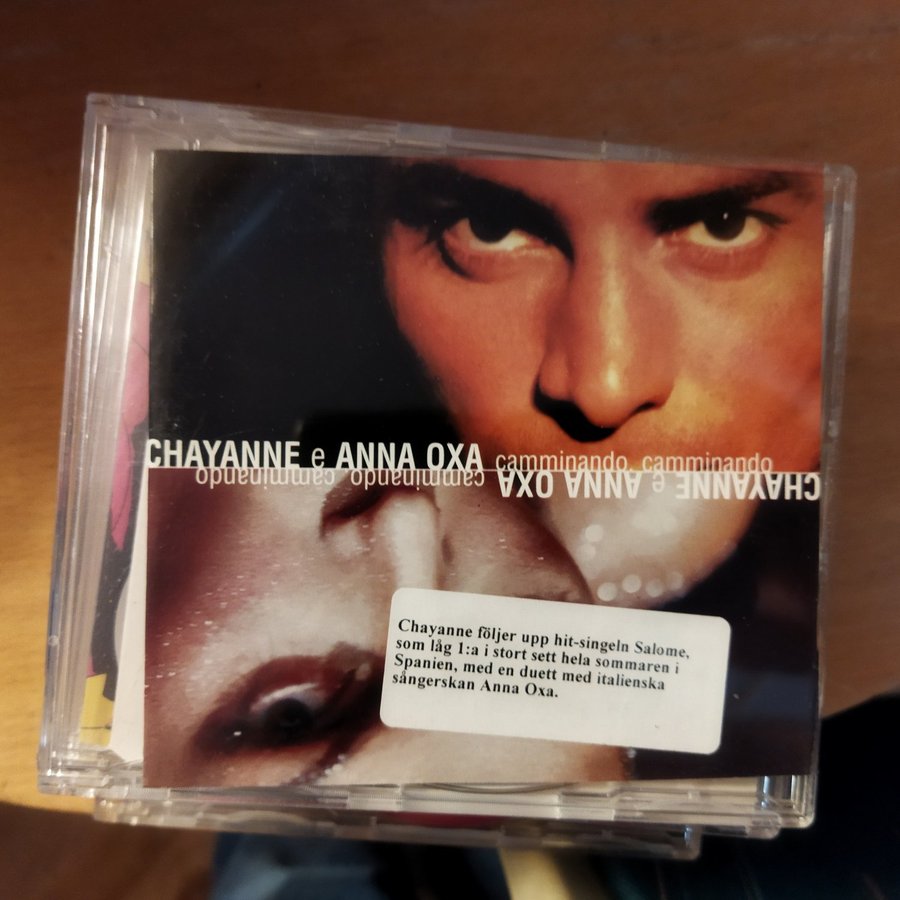 CHAYANNE e ANNA OXA camminando, camminando
CHAYANNE e ANNA OXA camminando, camminando
Chayanne följer upp hit-singeln Salome,
som låg 1:a i stort sett hela sommaren i
Spanien, med en duett med italienska
sångerskan Anna Oxa.